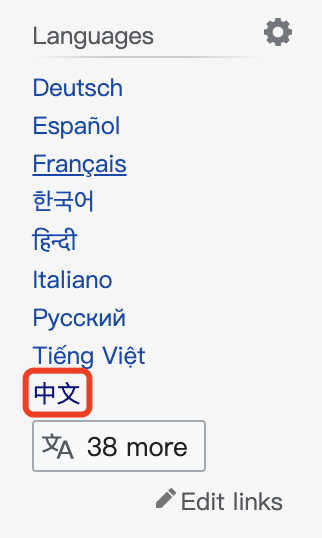 Languages
Deutsch
Español
Français
한국어
हिन्दी
Italiano
Русский
Tiếng Việt
中文
文A 38 more
Edit links